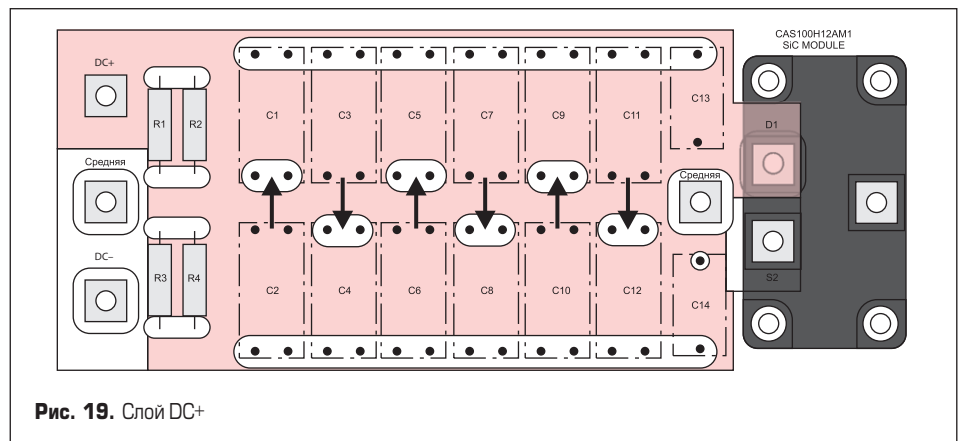 CAS100H12AM1
SiC MODULE
DC+
R1 R2
C1 C3 C5 C7 C9 C11 C13
D1
Средняя
Средняя
DC–
R3 R4
C2 C4 C6 C8 C10 C12 C14
S2
Рис. 19. Слой DC+